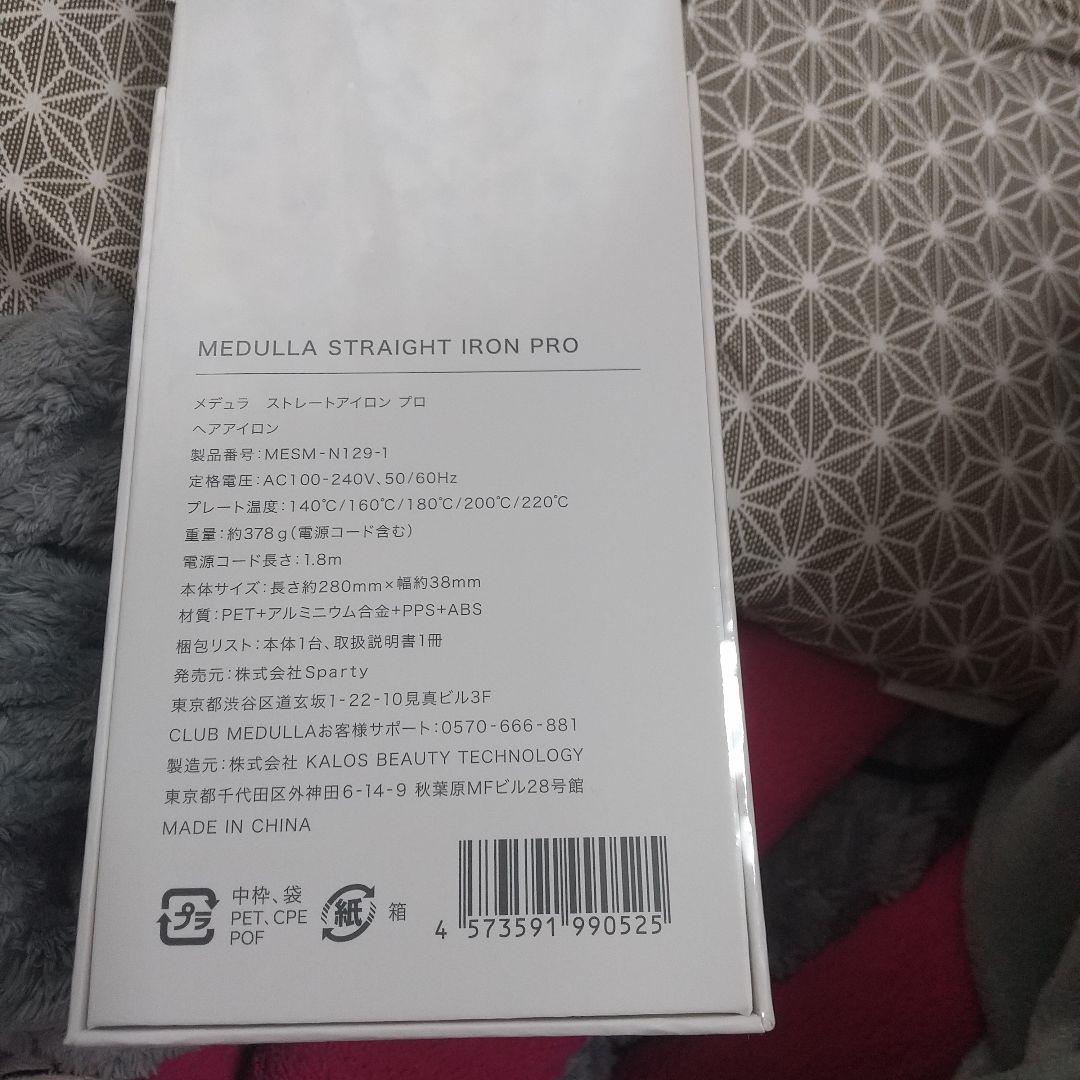 MEDULLA STRAIGHT IRON PRO
メデュラ　ストレートアイロン プロ
ヘアアイロン
製品番号：MESM-N129-1
定格電圧：AC100-240V、50/60Hz
プレート温度：140℃/160℃/180℃/200℃/220℃
重量：約378ｇ(電源コード含む)
電源コード長さ：1.8m
本体サイズ：長さ約280mm×幅約38mm
材質：PET+アルミニウム合金+PPS+ABS
梱包リスト：本体1台、取扱説明書1冊
発売元：株式会社Sparty
東京都渋谷区道玄坂1-22-10見真ビル3F
CLUB MEDULLAお客様サポート：0570-666-881
製造元：株式会社 KALOS BEAUTY TECHNOLOGY
東京都千代田区外神田6-14-9 秋葉原MFビル28号館
MADE IN CHINA
プラ
中枠、袋
PET、CPE
POF
紙 箱
4 573591 990525